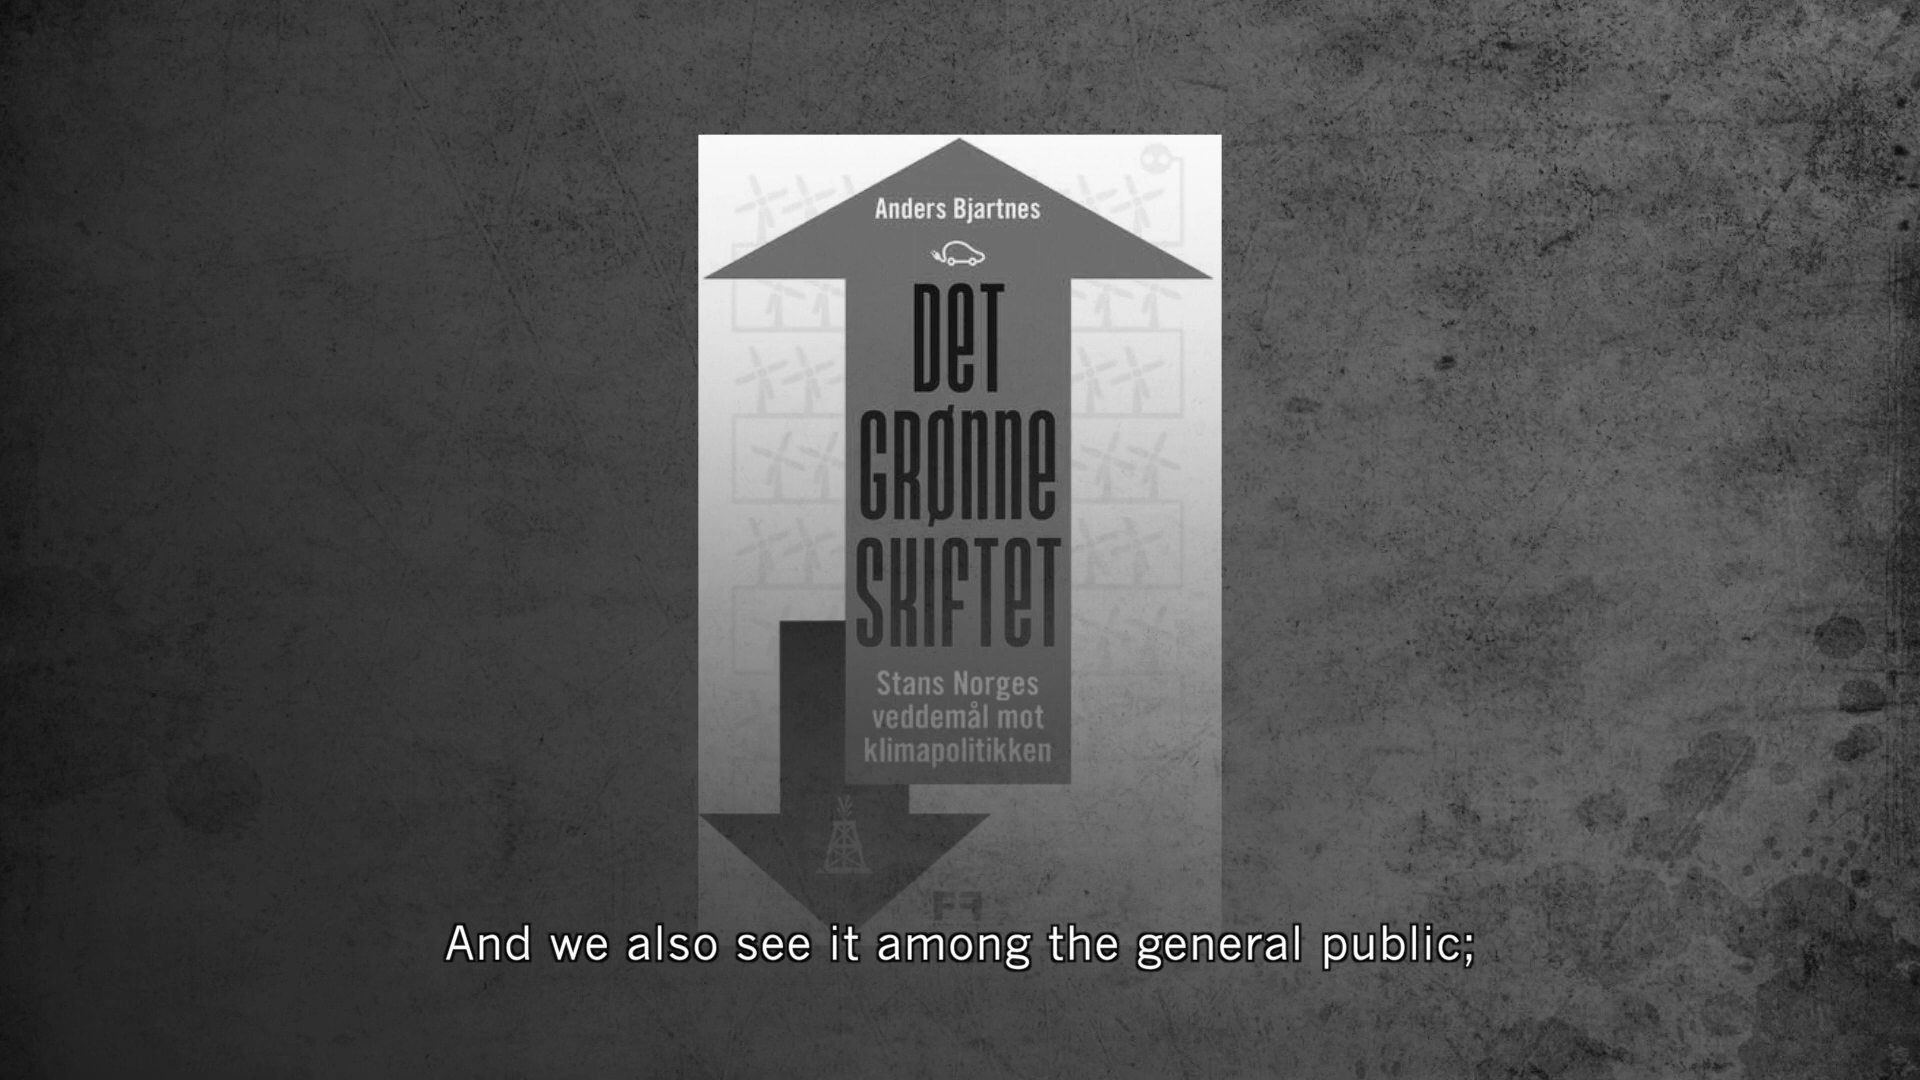 Anders Bjartnes
Det
GRønne
SKIFTeT
Stans Norges
veddemål mot
klimapolitikken
FF
And we also see it among the general public;